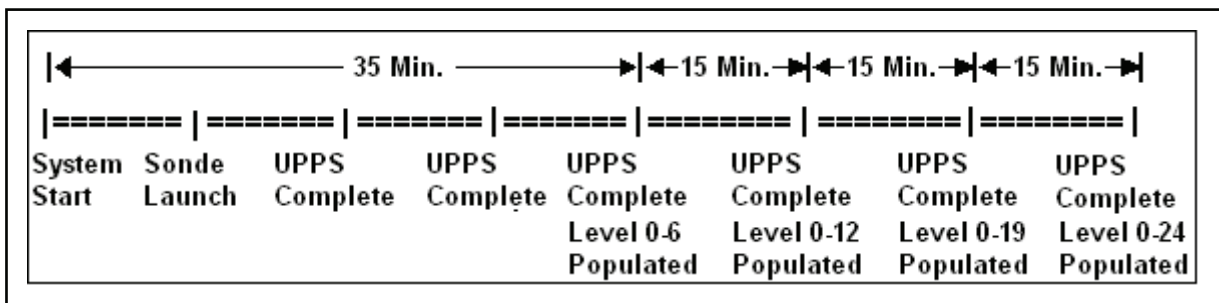 35 Min. 15 Min. 15 Min. 15 Min.
|======= | ======= | ======= | ======= | ======== | ======== | ======== |
System Sonde UPPS UPPS UPPS UPPS UPPS UPPS
Start Launch Complete Complete Complete Complete Complete Complete
Level 0-6 Level 0-12 Level 0-19 Level 0-24
Populated Populated Populated Populated